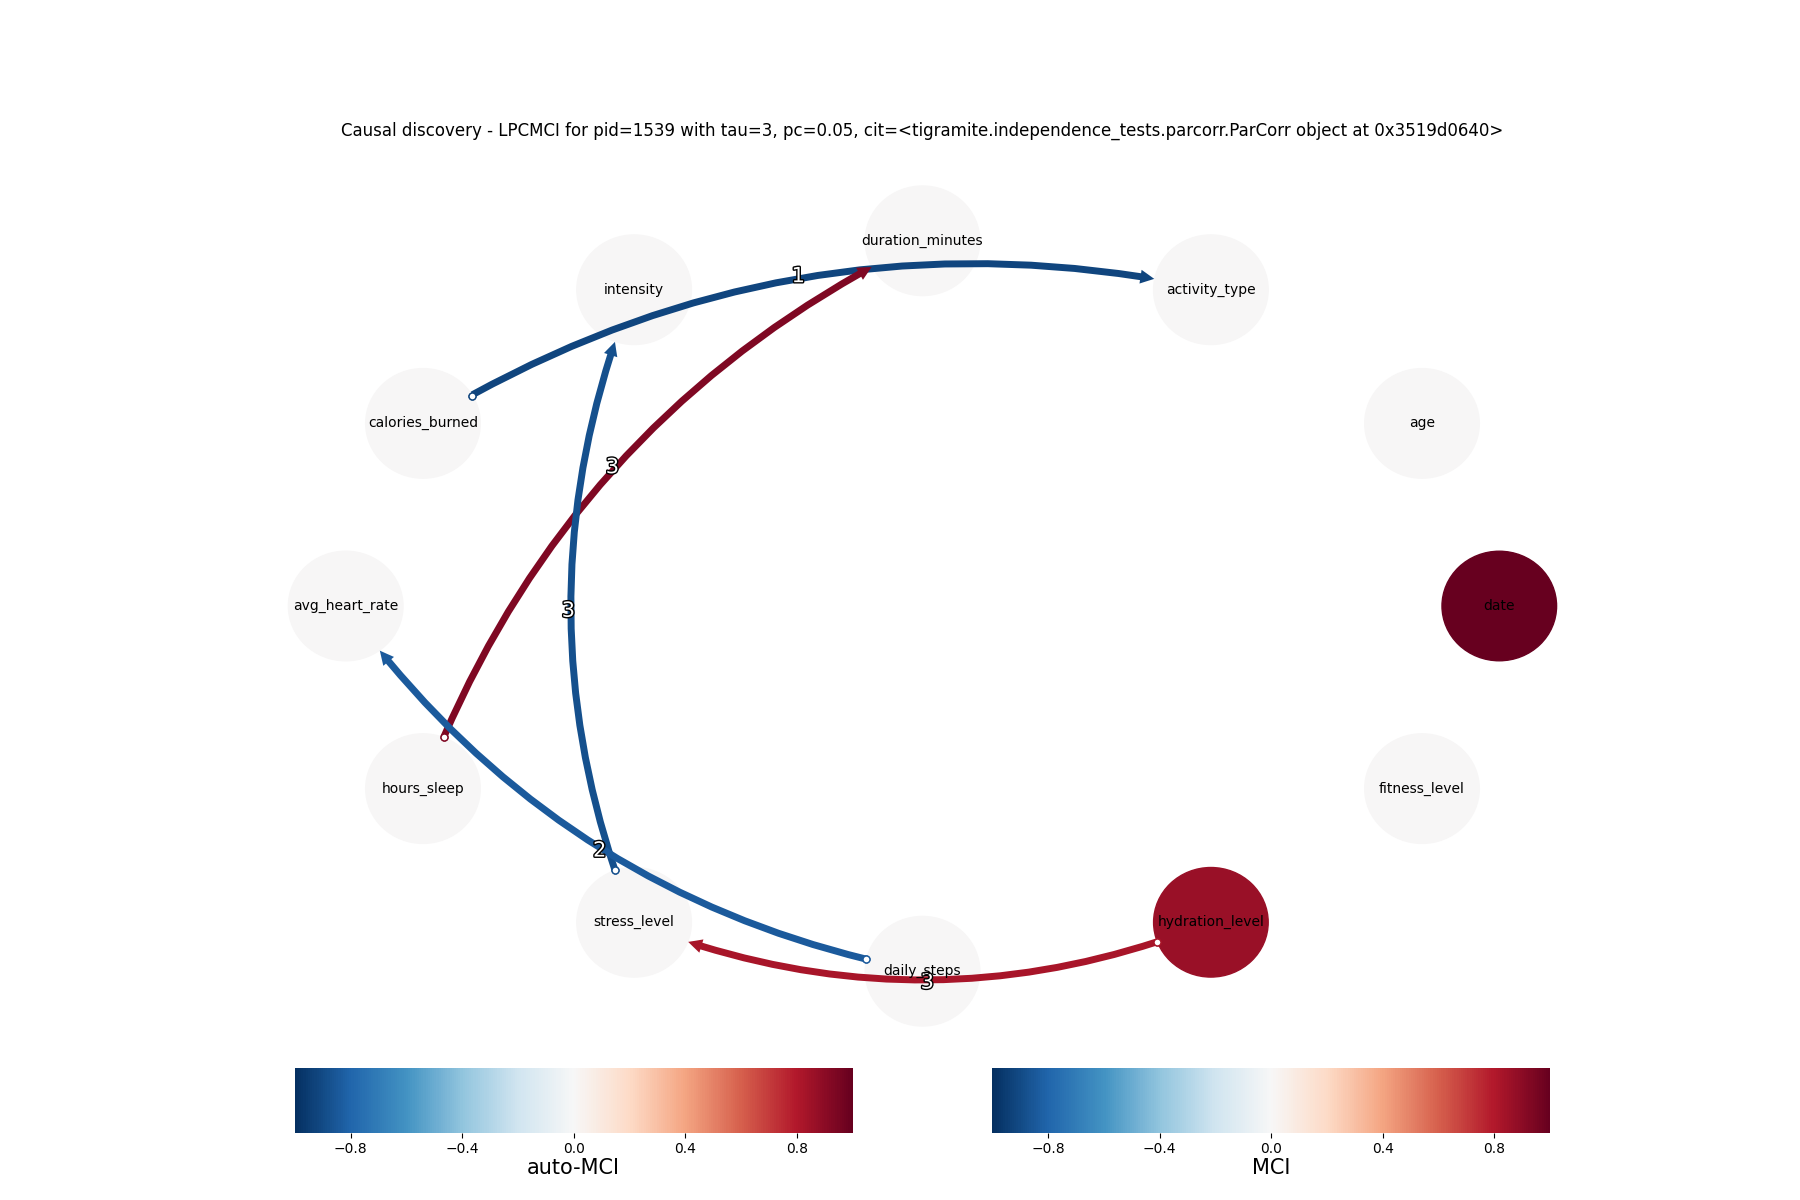 Causal discovery - LPCMCI for pid=1539 with tau=3, pc=0.05, cit=<tigramite.independence_tests.parcorr.ParCorr object at 0x3519d0640>
duration_minutes
1
intensity
activity_type
calories_burned
age
3
avg_heart_rate
date
3
hours_sleep
fitness_level
2
stress_level
hydration_level
daily_steps
3
−0.8 −0.4 0.0 0.4 0.8
auto-MCI
−0.8 −0.4 0.0 0.4 0.8
MCI